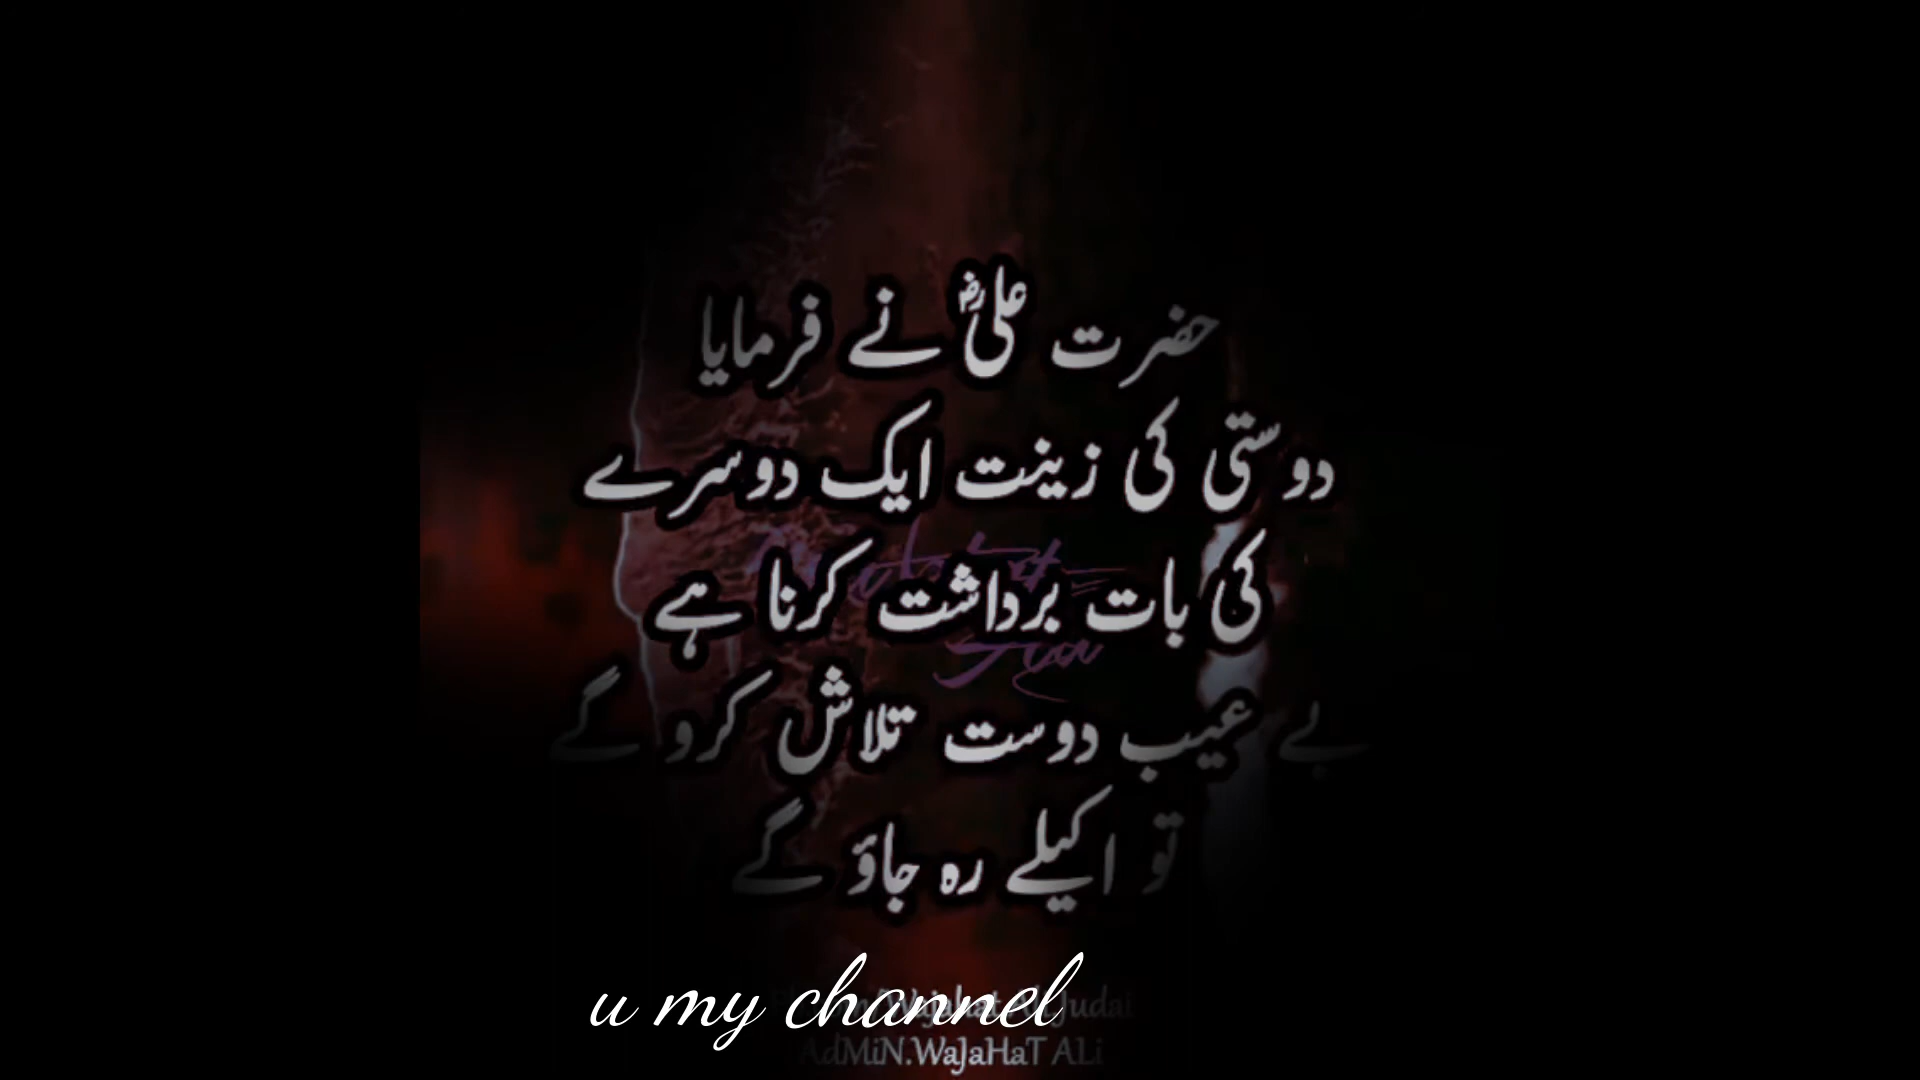 حضرت علیؓ نے فرمایا
دوستی کی زینت ایک دوسرے
کی بات برداشت کرنا ہے
بے عیب دوست تلاش کرو گے
تو اکیلے رہ جاؤ گے
u my channel
Judai
AdMiN.WaJaHaT ALi